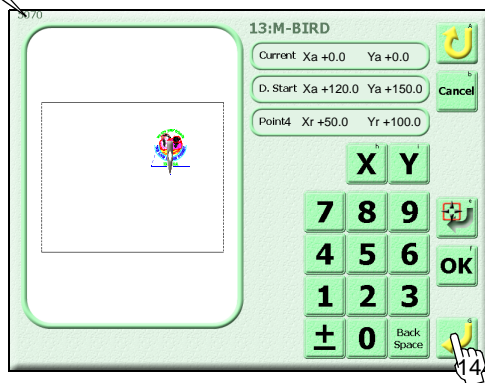 5070
13:M-BIRD
Current Xa +0.0 Ya +0.0
D. Start Xa +120.0 Ya +150.0
Point4 Xr +50.0 Yr +100.0
A
b
Cancel
h
X
i
Y
7 8 9
e
4 5 6
f
OK
1 2 3
± 0 Back Space
G
14